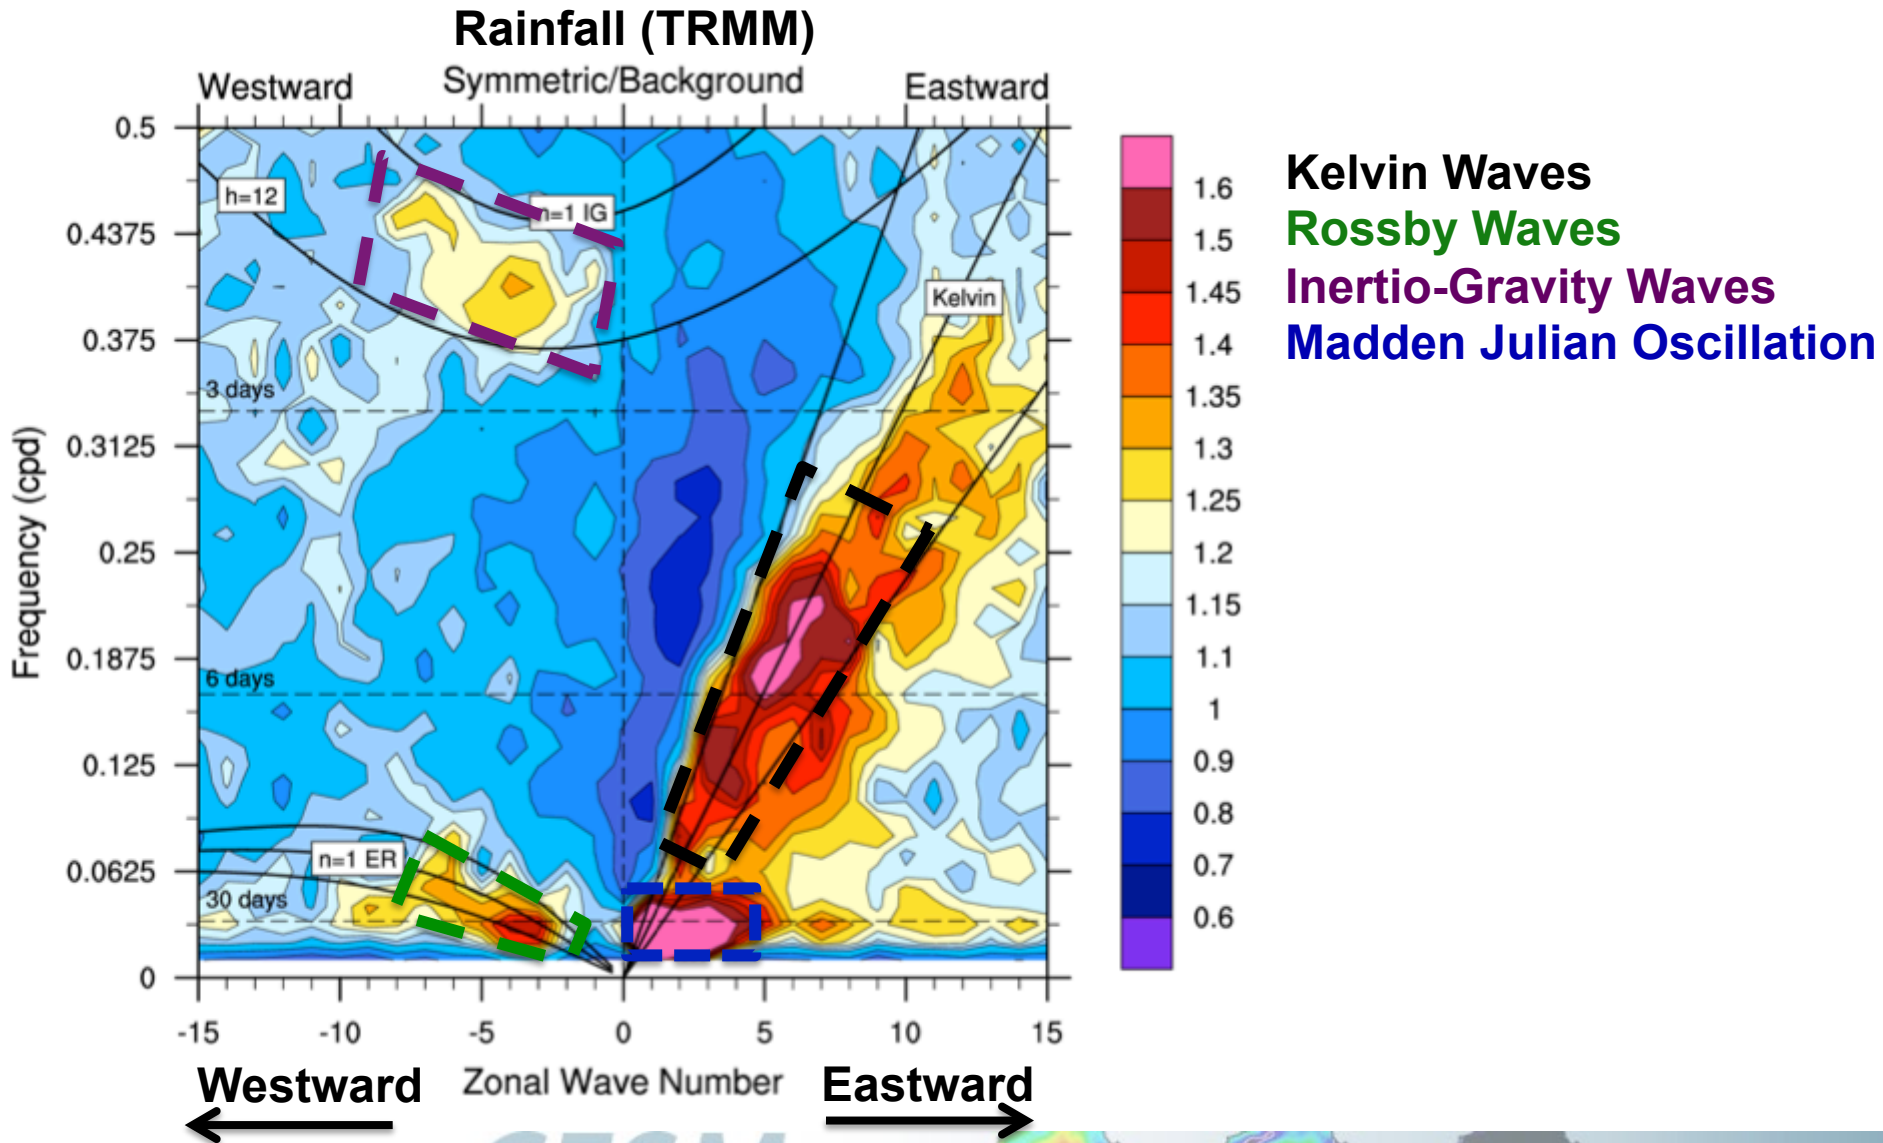 Rainfall (TRMM)
Westward Symmetric/Background Eastward
0.5
0.4375
0.375
0.3125
0.25
0.1875
0.125
0.0625
0
Frequency (cpd)
h=12
n=1 IG
Kelvin
3 days
6 days
n=1 ER
30 days
-15 -10 -5 0 5 10 15
Westward Zonal Wave Number Eastward
1.6
1.5
1.45
1.4
1.35
1.3
1.25
1.2
1.15
1.1
1
0.9
0.8
0.7
0.6
Kelvin Waves
Rossby Waves
Inertio-Gravity Waves
Madden Julian Oscillation